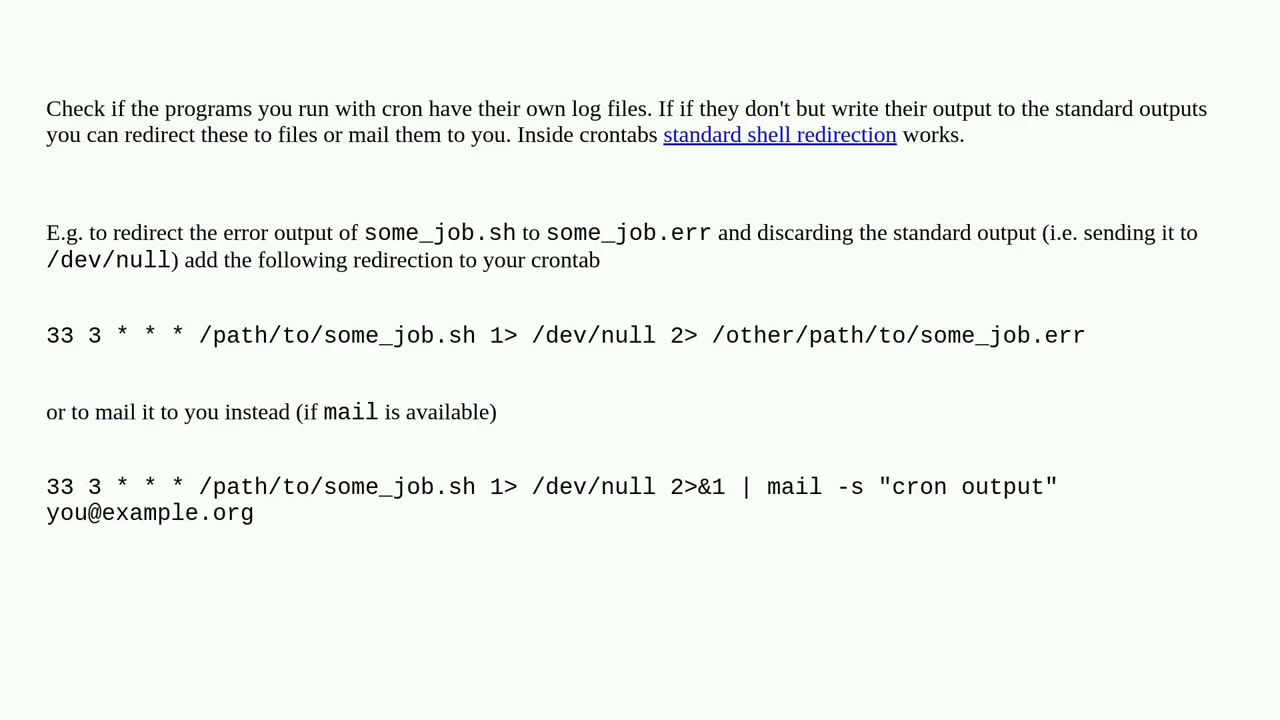 Check if the programs you run with cron have their own log files. If if they don't but write their output to the standard outputs
you can redirect these to files or mail them to you. Inside crontabs standard shell redirection works.
E.g. to redirect the error output of some_job.sh to some_job.err and discarding the standard output (i.e. sending it to
/dev/null) add the following redirection to your crontab
33 3 * * * /path/to/some_job.sh 1> /dev/null 2> /other/path/to/some_job.err
or to mail it to you instead (if mail is available)
33 3 * * * /path/to/some_job.sh 1> /dev/null 2>&1 | mail -s "cron output"
you@example.org